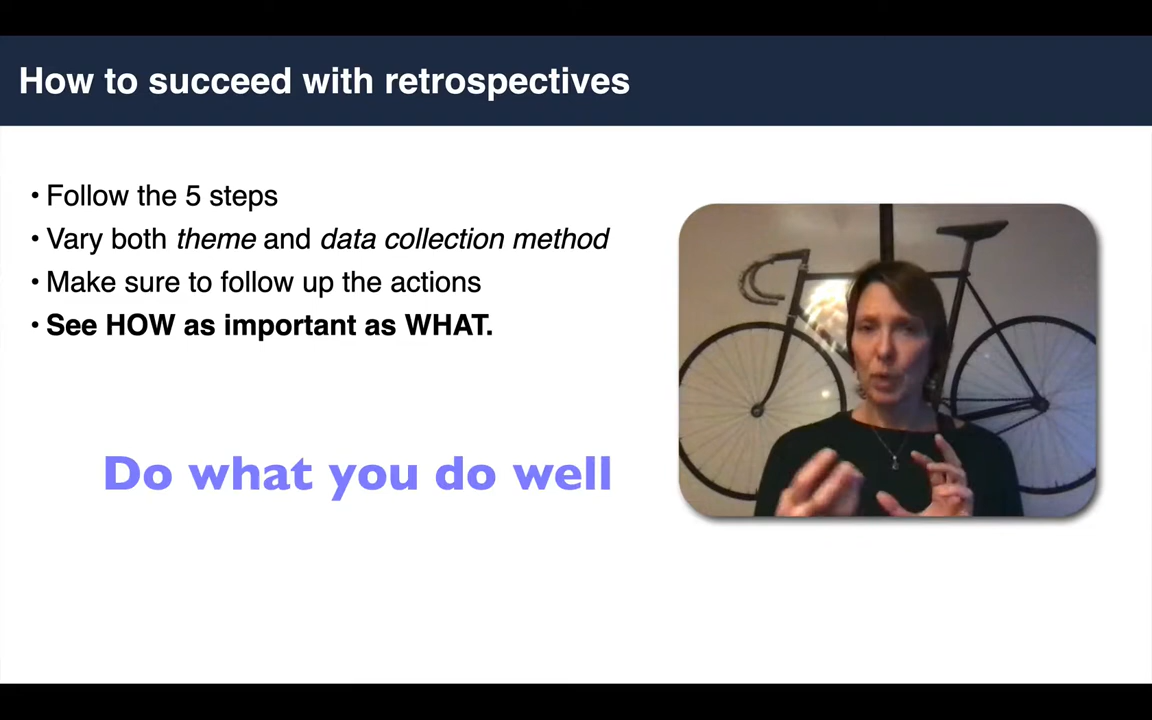 How to succeed with retrospectives
• Follow the 5 steps
• Vary both theme and data collection method
• Make sure to follow up the actions
• See HOW as important as WHAT.
Do what you do well